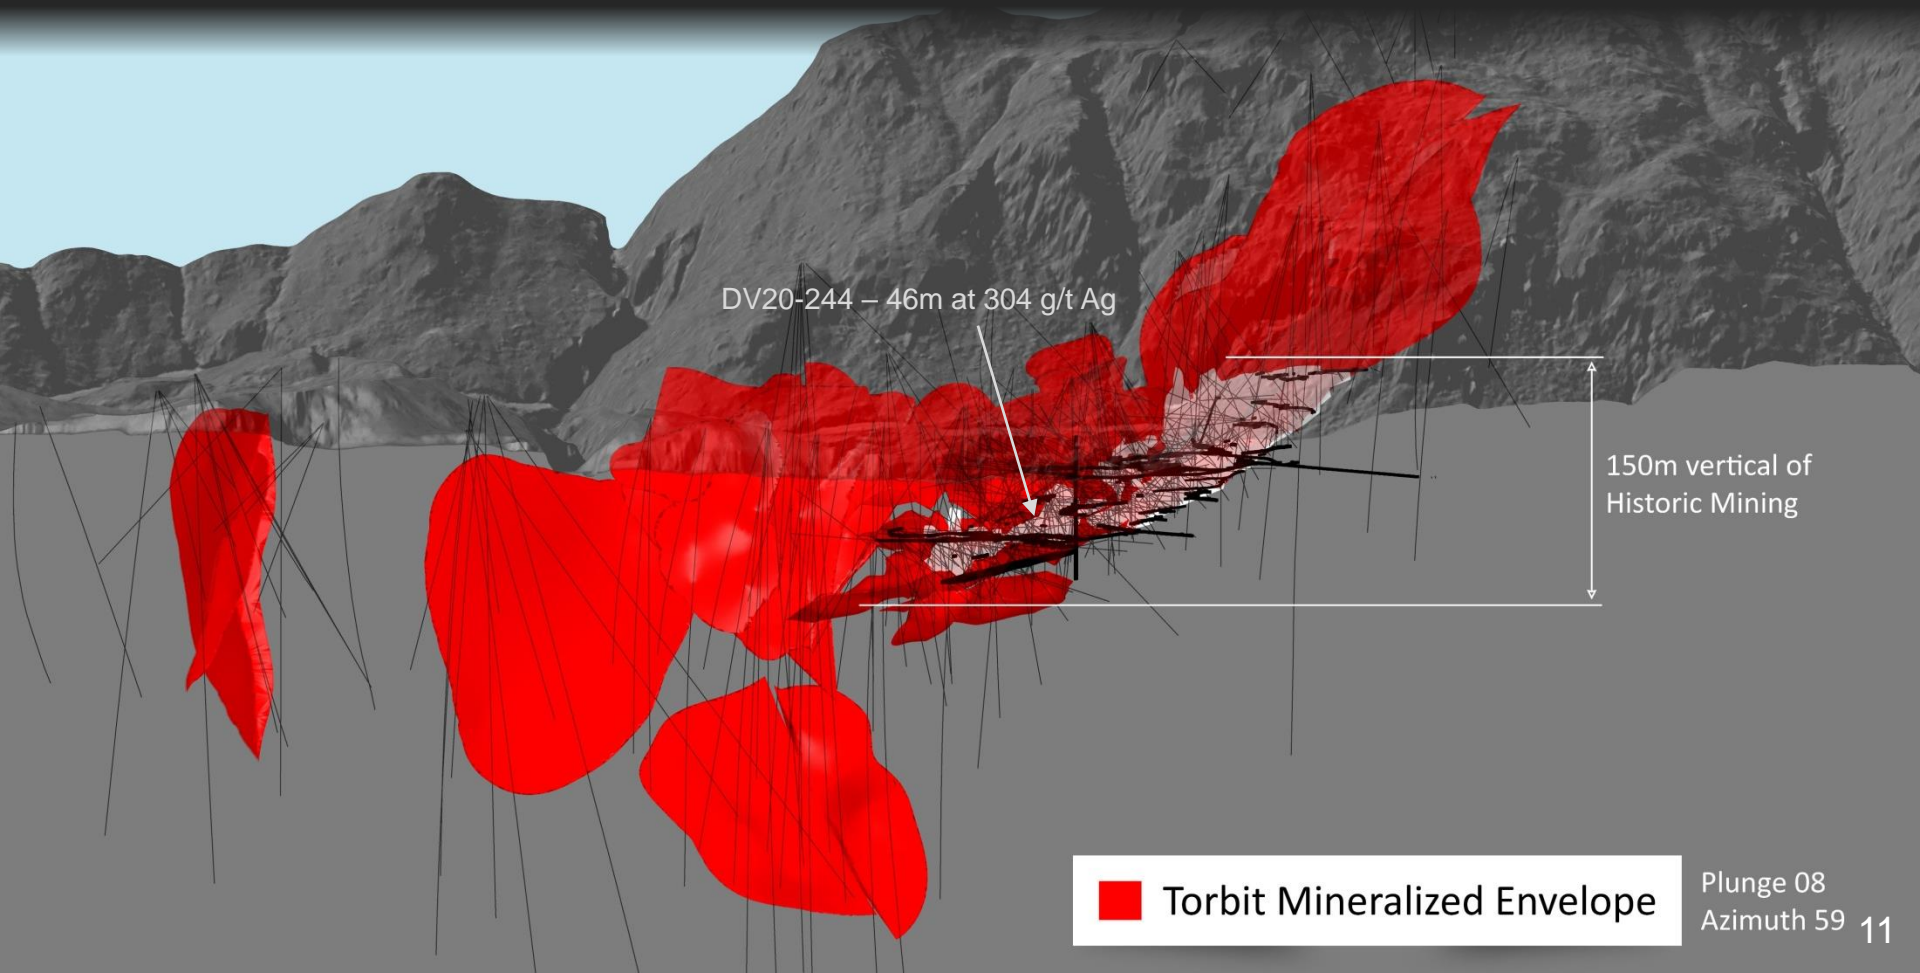 DV20-244 – 46m at 304 g/t Ag
150m vertical of
Historic Mining
Torbit Mineralized Envelope
Plunge 08
Azimuth 59
11